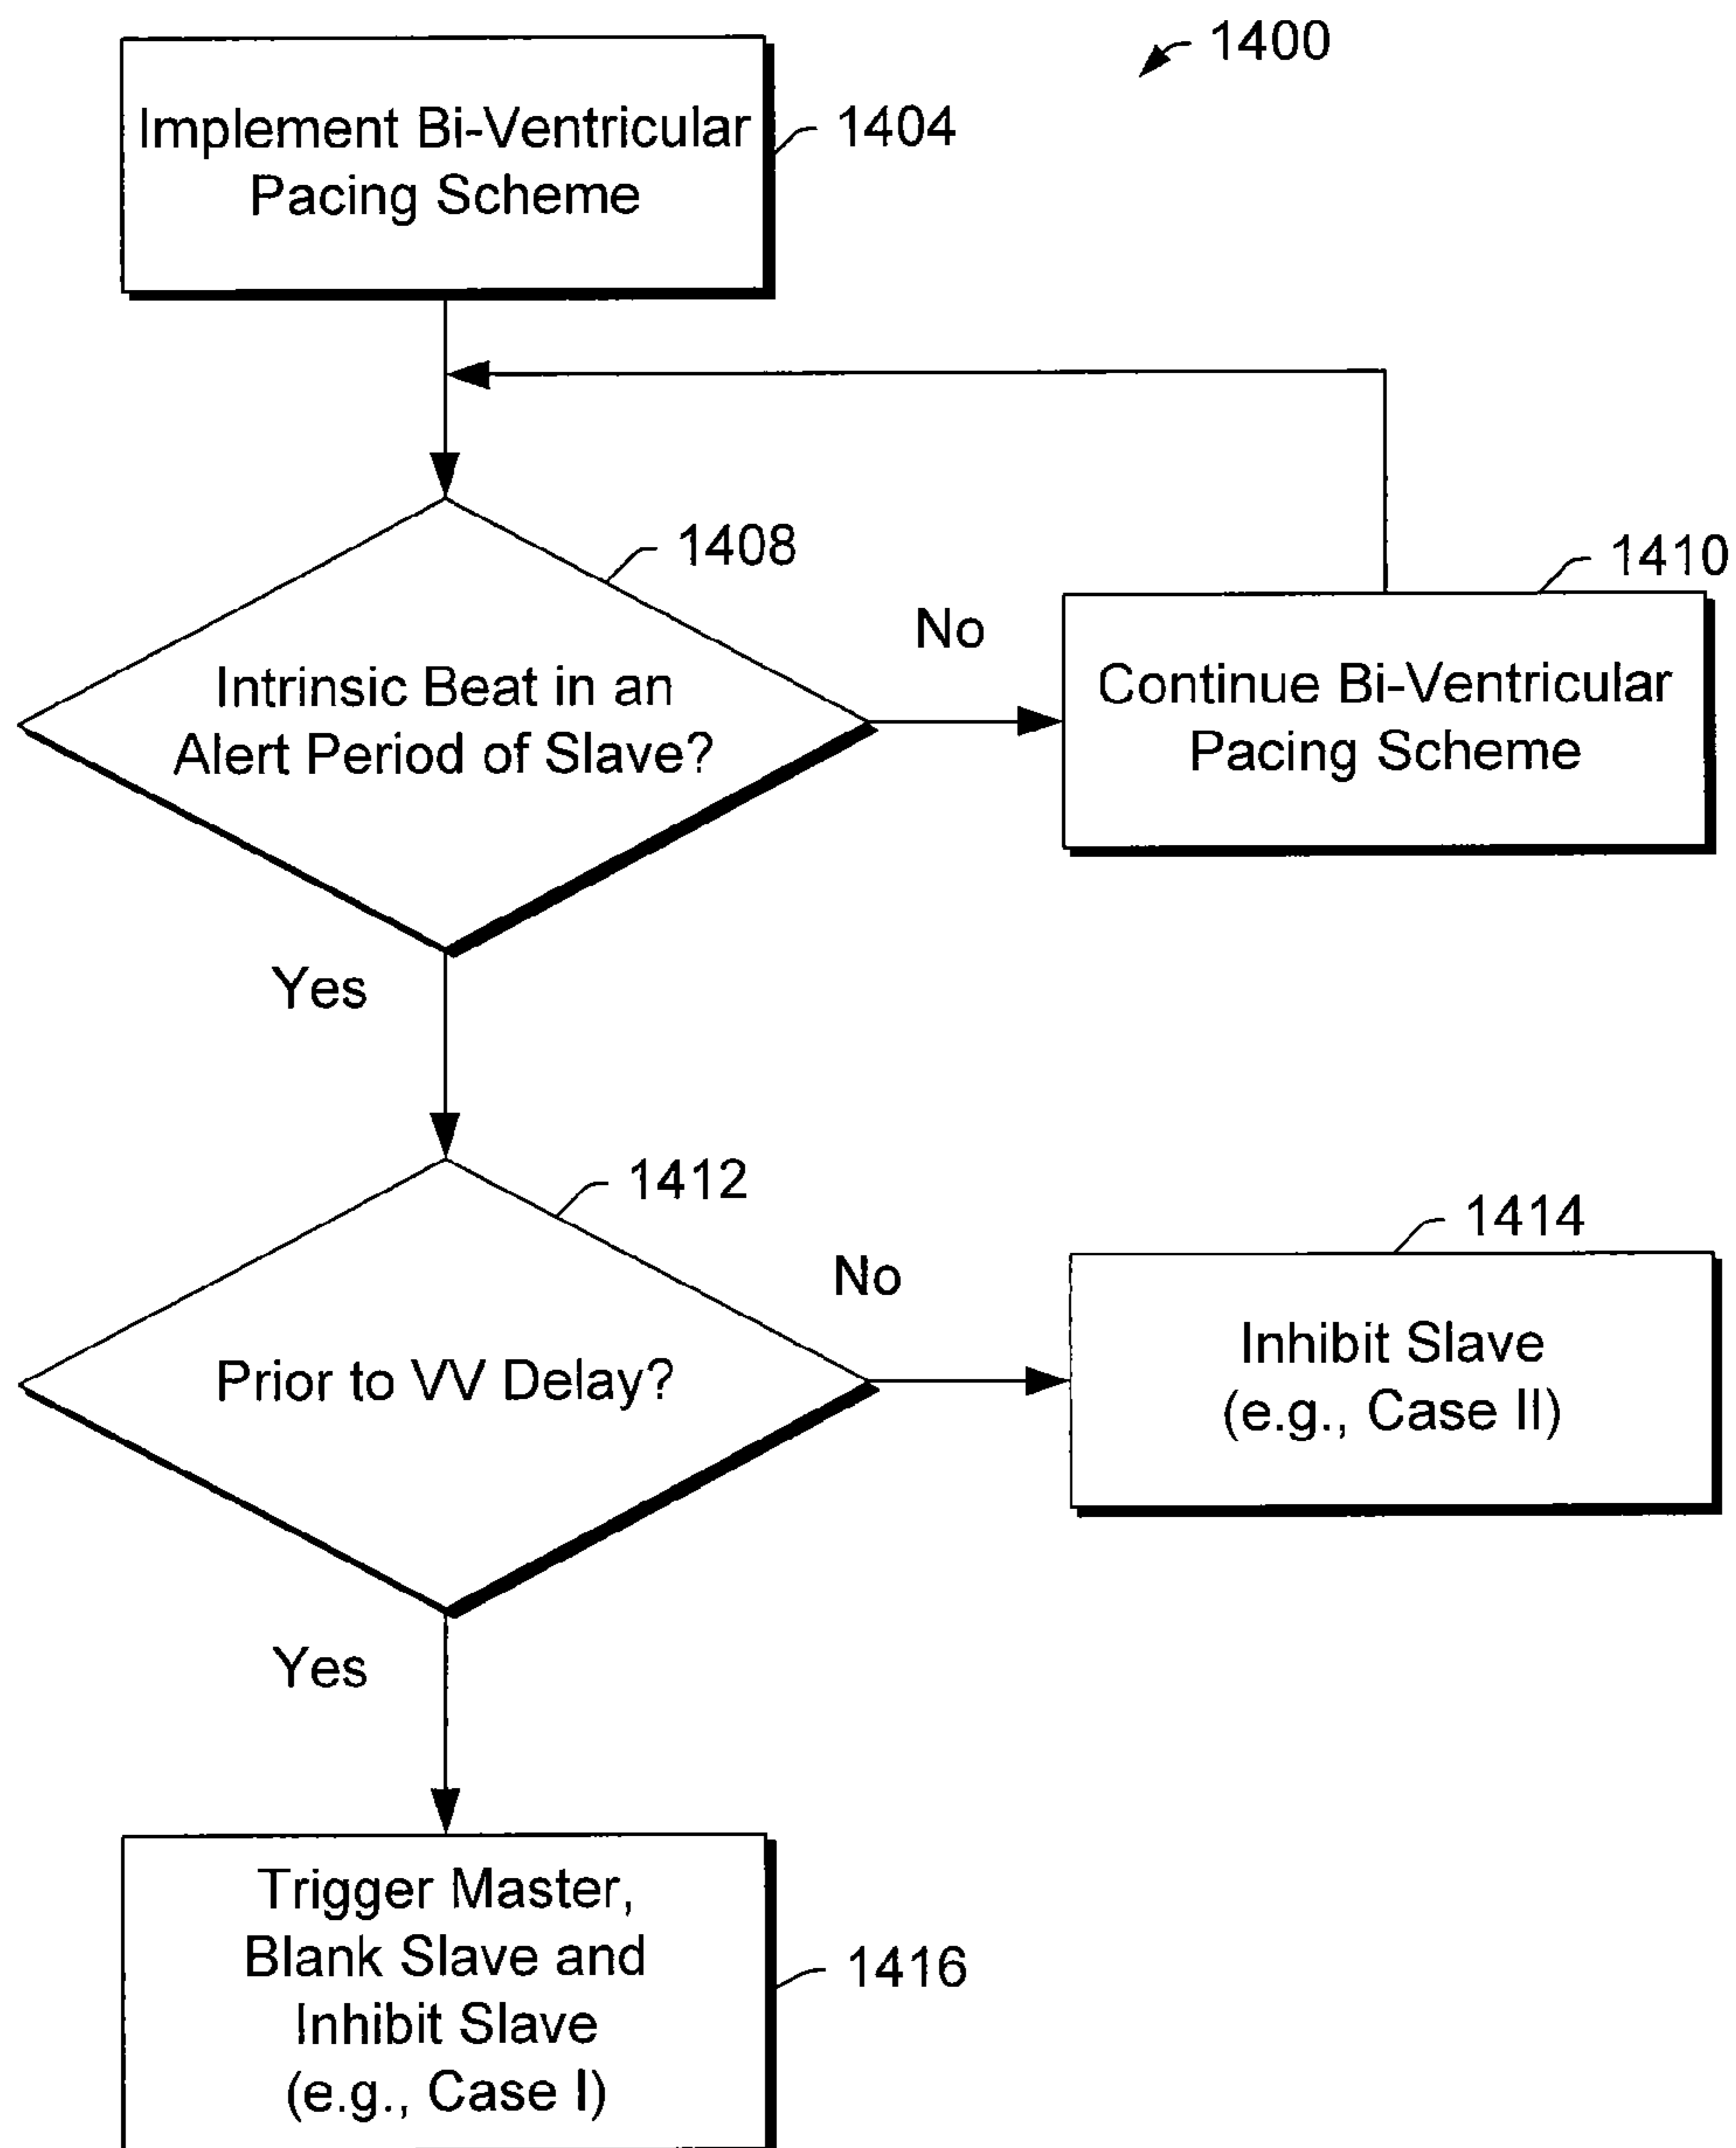 1400
Implement Bi-Ventricular
Pacing Scheme
1404
1408
Intrinsic Beat in an
Alert Period of Slave?
No
1410
Continue Bi-Ventricular
Pacing Scheme
Yes
1412
Prior to VV Delay?
No
1414
Inhibit Slave
(e.g., Case II)
Yes
Trigger Master,
Blank Slave and
Inhibit Slave
(e.g., Case I)
1416